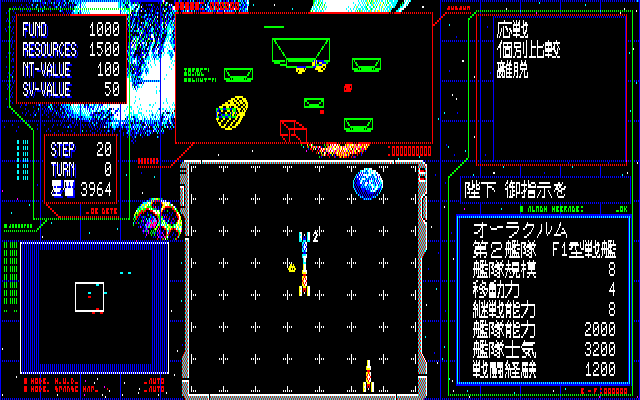 FUND 1000
RESOURCES 1500
NT-VALUE 100
SV-VALUE 50
STEP 20
TURN 0
星暦 3964
応戦
個別比較
離脱
陛下 御指示を
オーラクルム
第2艦隊 F1型戦艦
艦隊規模 8
移動力 4
継戦能力 8
艦隊能力 2000
艦隊士気 3200
戦闘経験 1200
2